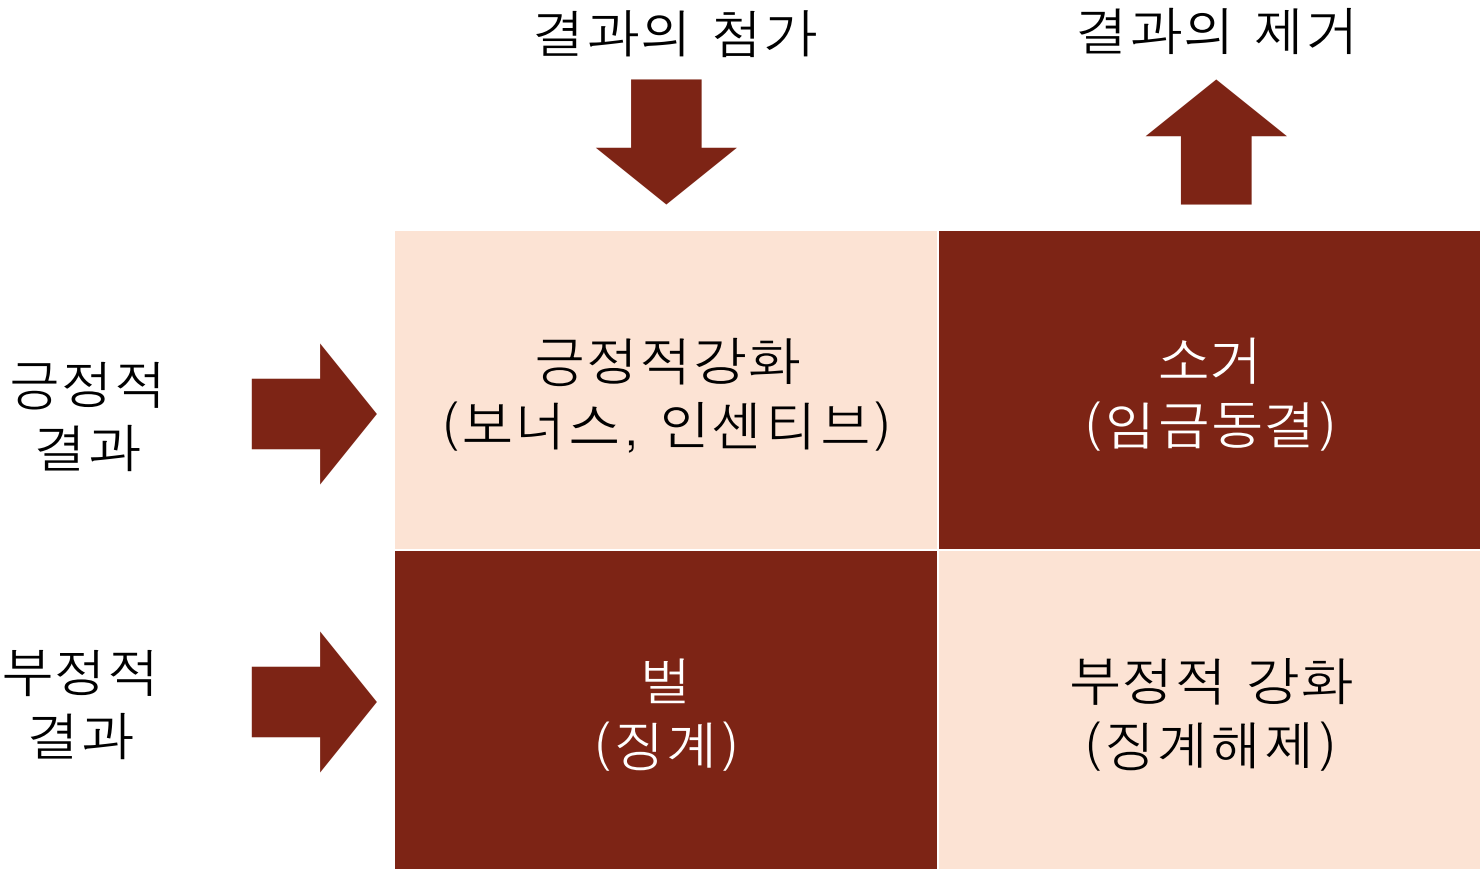 결과의 첨가
결과의 제거
긍정적
결과
긍정적강화
(보너스, 인센티브)
소거
(임금동결)
부정적
결과
벌
(징계)
부정적 강화
(징계해제)